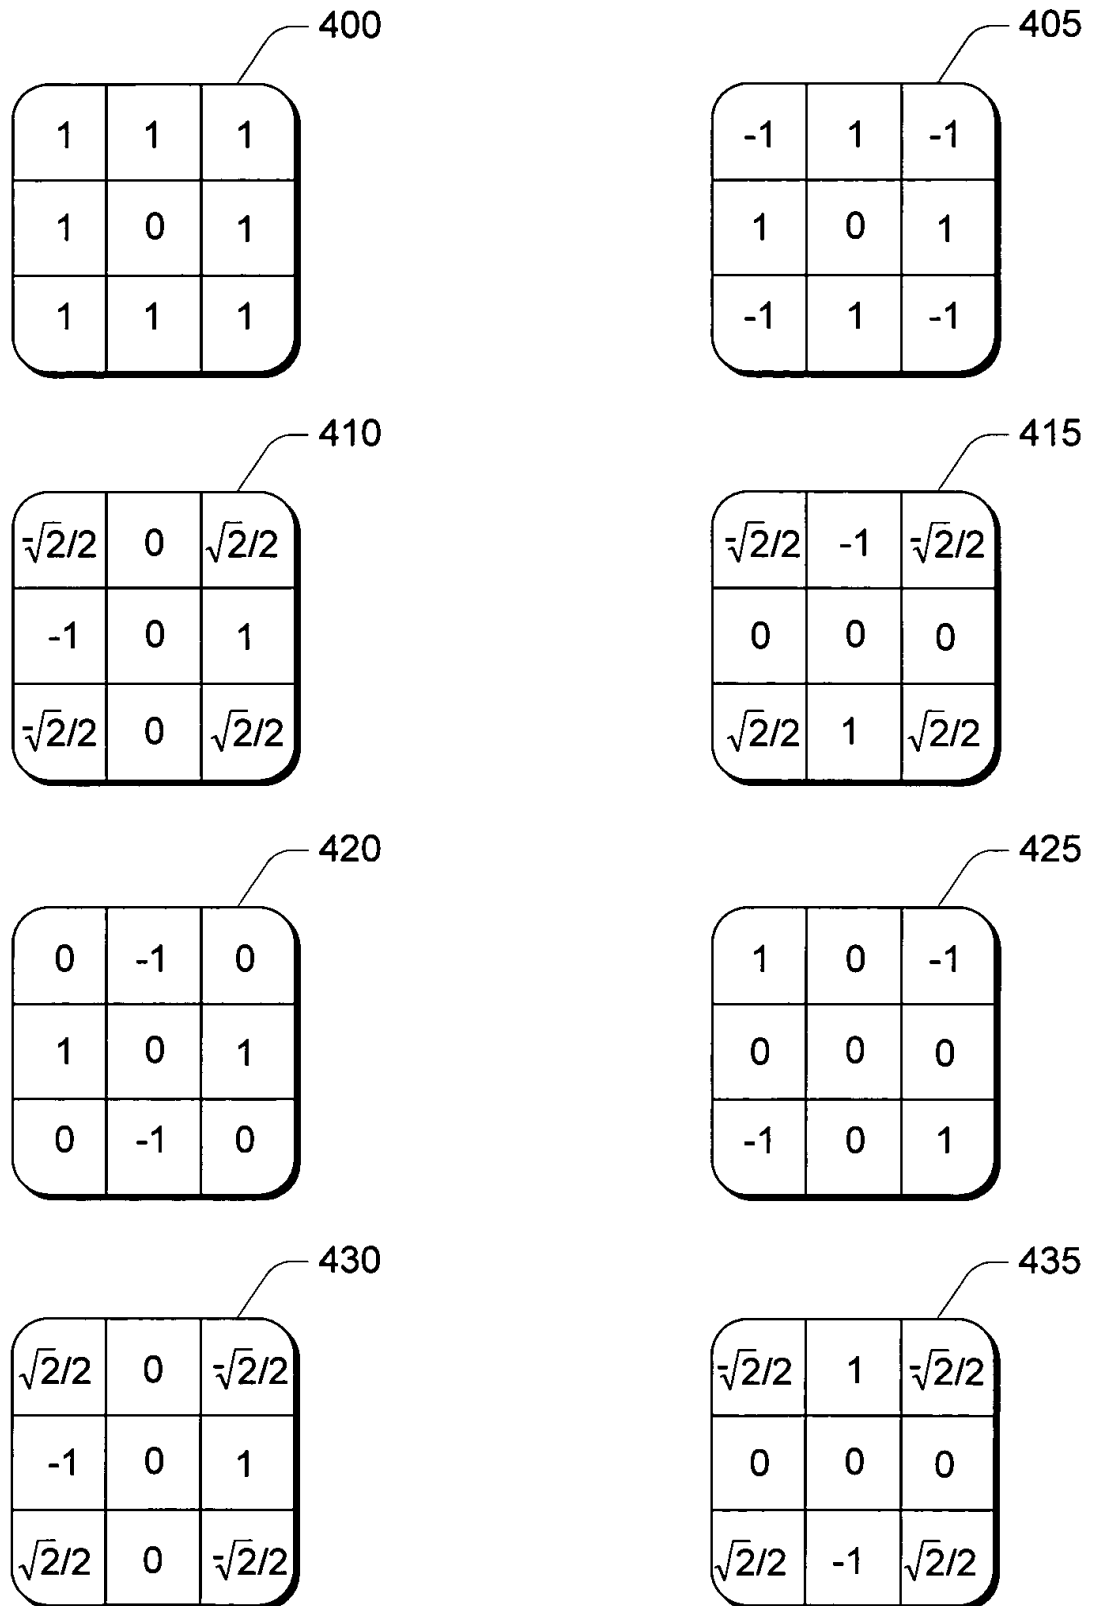 400 405
1 1 1 -1 1 -1
1 0 1 1 0 1
1 1 1 -1 1 -1
410 415
-√2/2 0 √2/2 -√2/2 -1 -√2/2
-1 0 1 0 0 0
-√2/2 0 √2/2 √2/2 1 √2/2
420 425
0 -1 0 1 0 -1
1 0 1 0 0 0
0 -1 0 -1 0 1
430 435
√2/2 0 -√2/2 -√2/2 1 -√2/2
-1 0 1 0 0 0
√2/2 0 -√2/2 √2/2 -1 √2/2